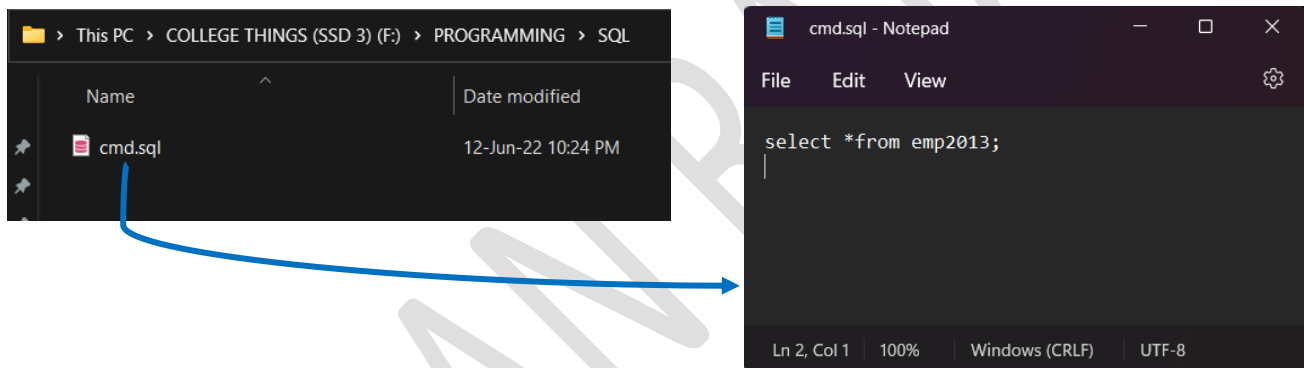 This PC > COLLEGE THINGS (SSD 3) (F:) > PROGRAMMING > SQL
Name Date modified
cmd.sql 12-Jun-22 10:24 PM
cmd.sql - Notepad
File Edit View
select *from emp2013;
Ln 2, Col 1 100% Windows (CRLF) UTF-8